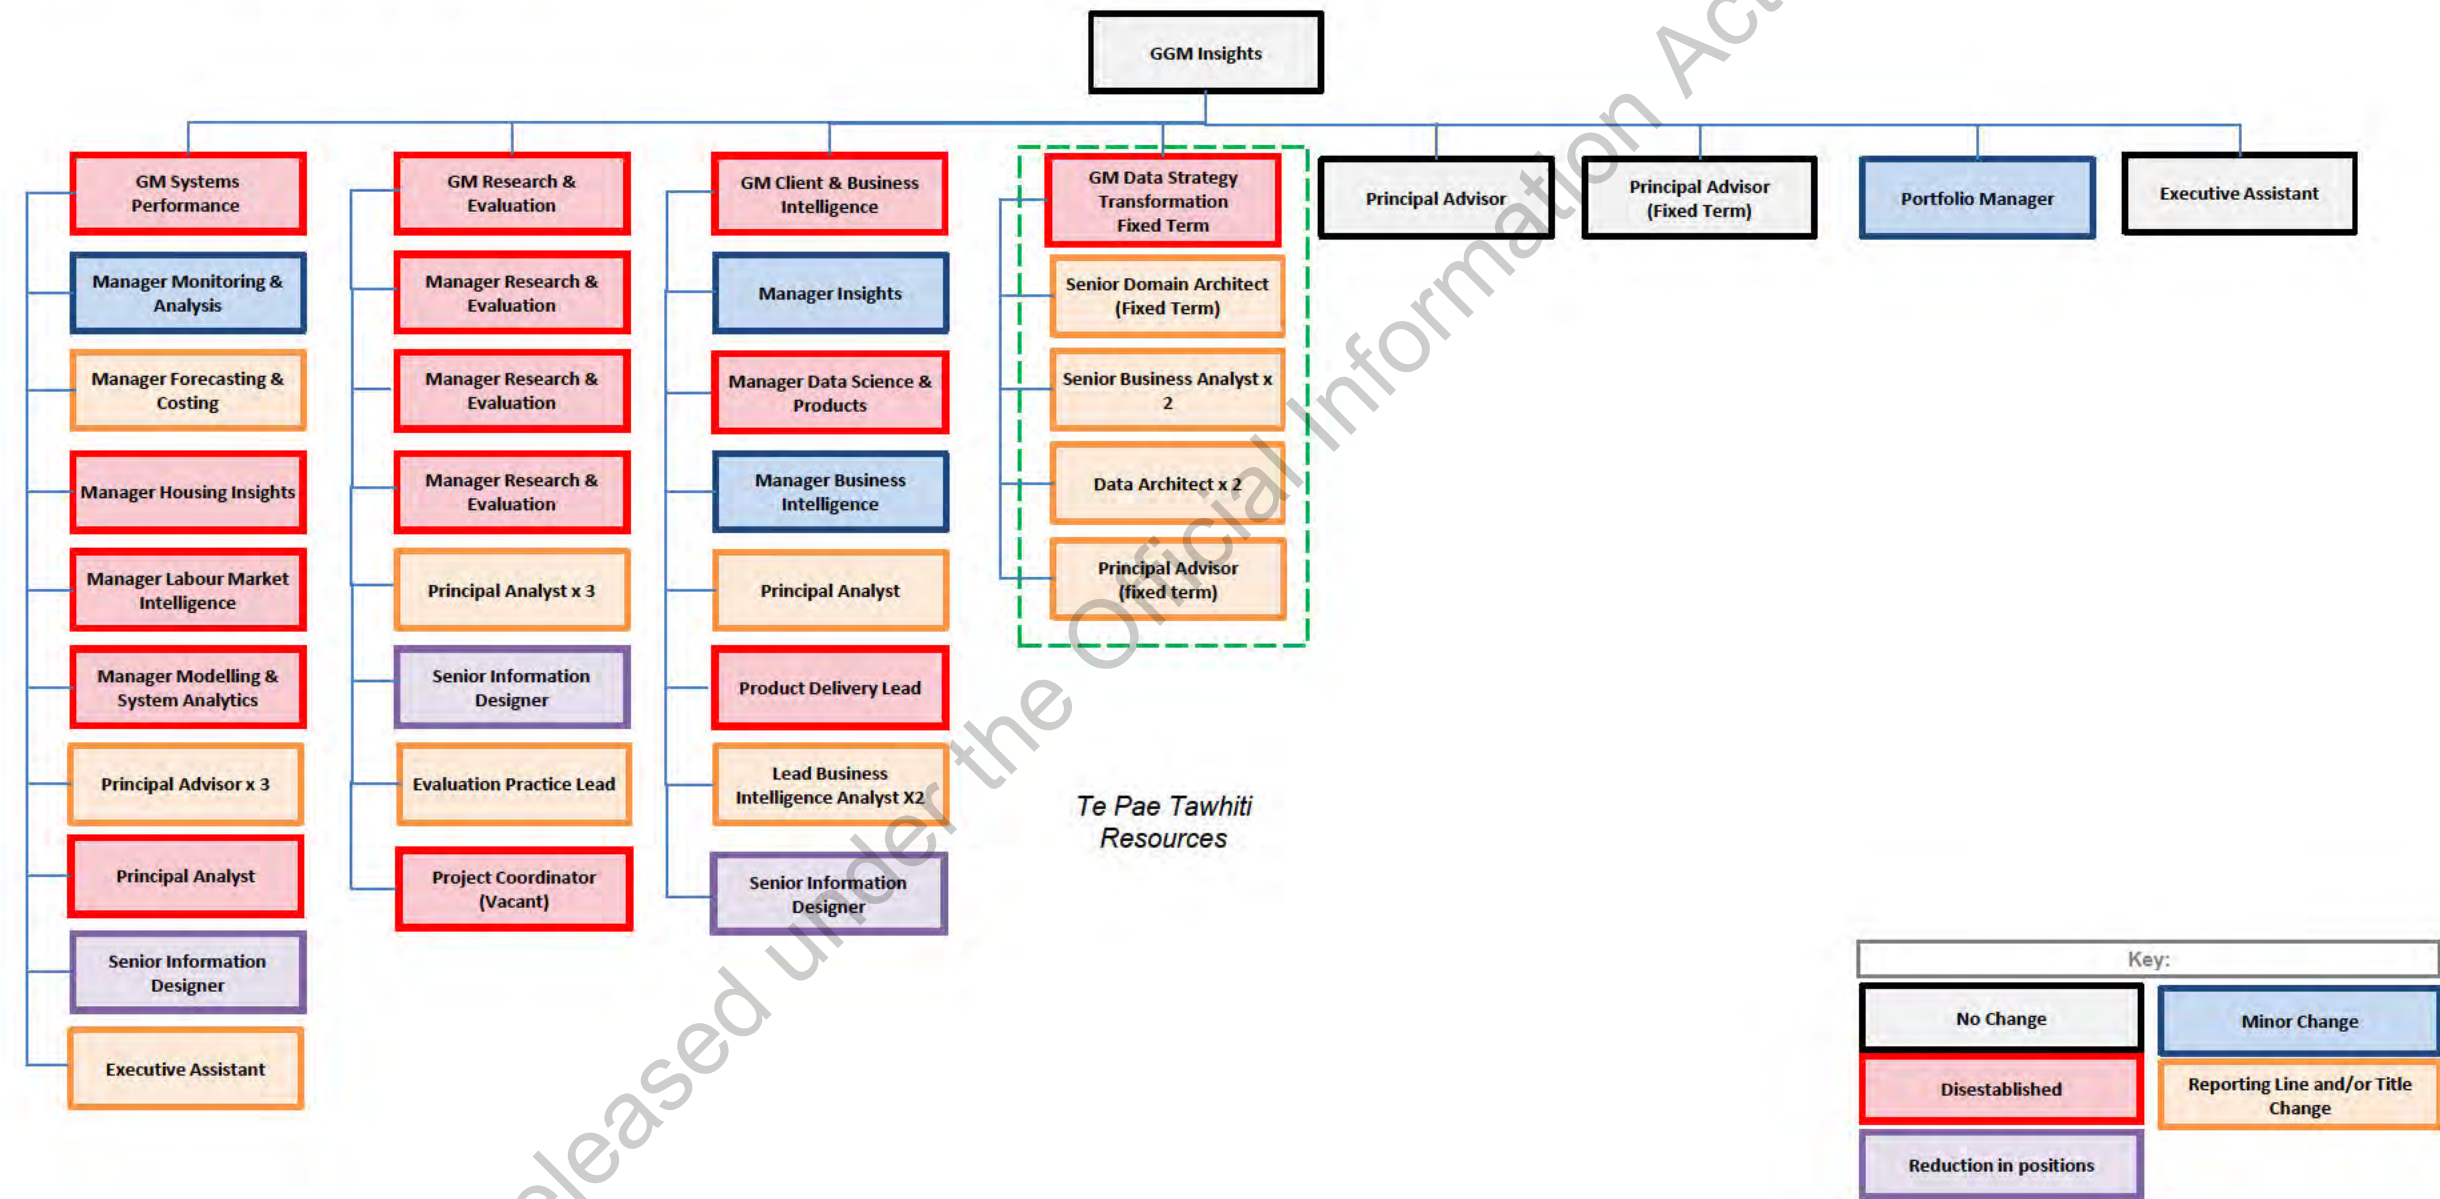 GGM Insights
GM Systems
Performance
Manager Monitoring &
Analysis
Manager Forecasting &
Costing
Manager Housing Insights
Manager Labour Market
Intelligence
Manager Modelling &
System Analytics
Principal Advisor x 3
Principal Analyst
Senior Information
Designer
Executive Assistant
GM Research &
Evaluation
Manager Research &
Evaluation
Manager Research &
Evaluation
Manager Research &
Evaluation
Principal Analyst x 3
Senior Information
Designer
Evaluation Practice Lead
Project Coordinator
(Vacant)
GM Client & Business
Intelligence
Manager Insights
Manager Data Science &
Products
Manager Business
Intelligence
Principal Analyst
Product Delivery Lead
Lead Business
Intelligence Analyst X2
Senior Information
Designer
GM Data Strategy
Transformation
Fixed Term
Senior Domain Architect
(Fixed Term)
Senior Business Analyst x
2
Data Architect x 2
Principal Advisor
(fixed term)
Te Pae Tawhiti
Resources
Principal Advisor
Principal Advisor
(Fixed Term)
Portfolio Manager
Executive Assistant
Key:
No Change
Minor Change
Disestablished
Reporting Line and/or Title
Change
Reduction in positions
eleased under the Official Information Act